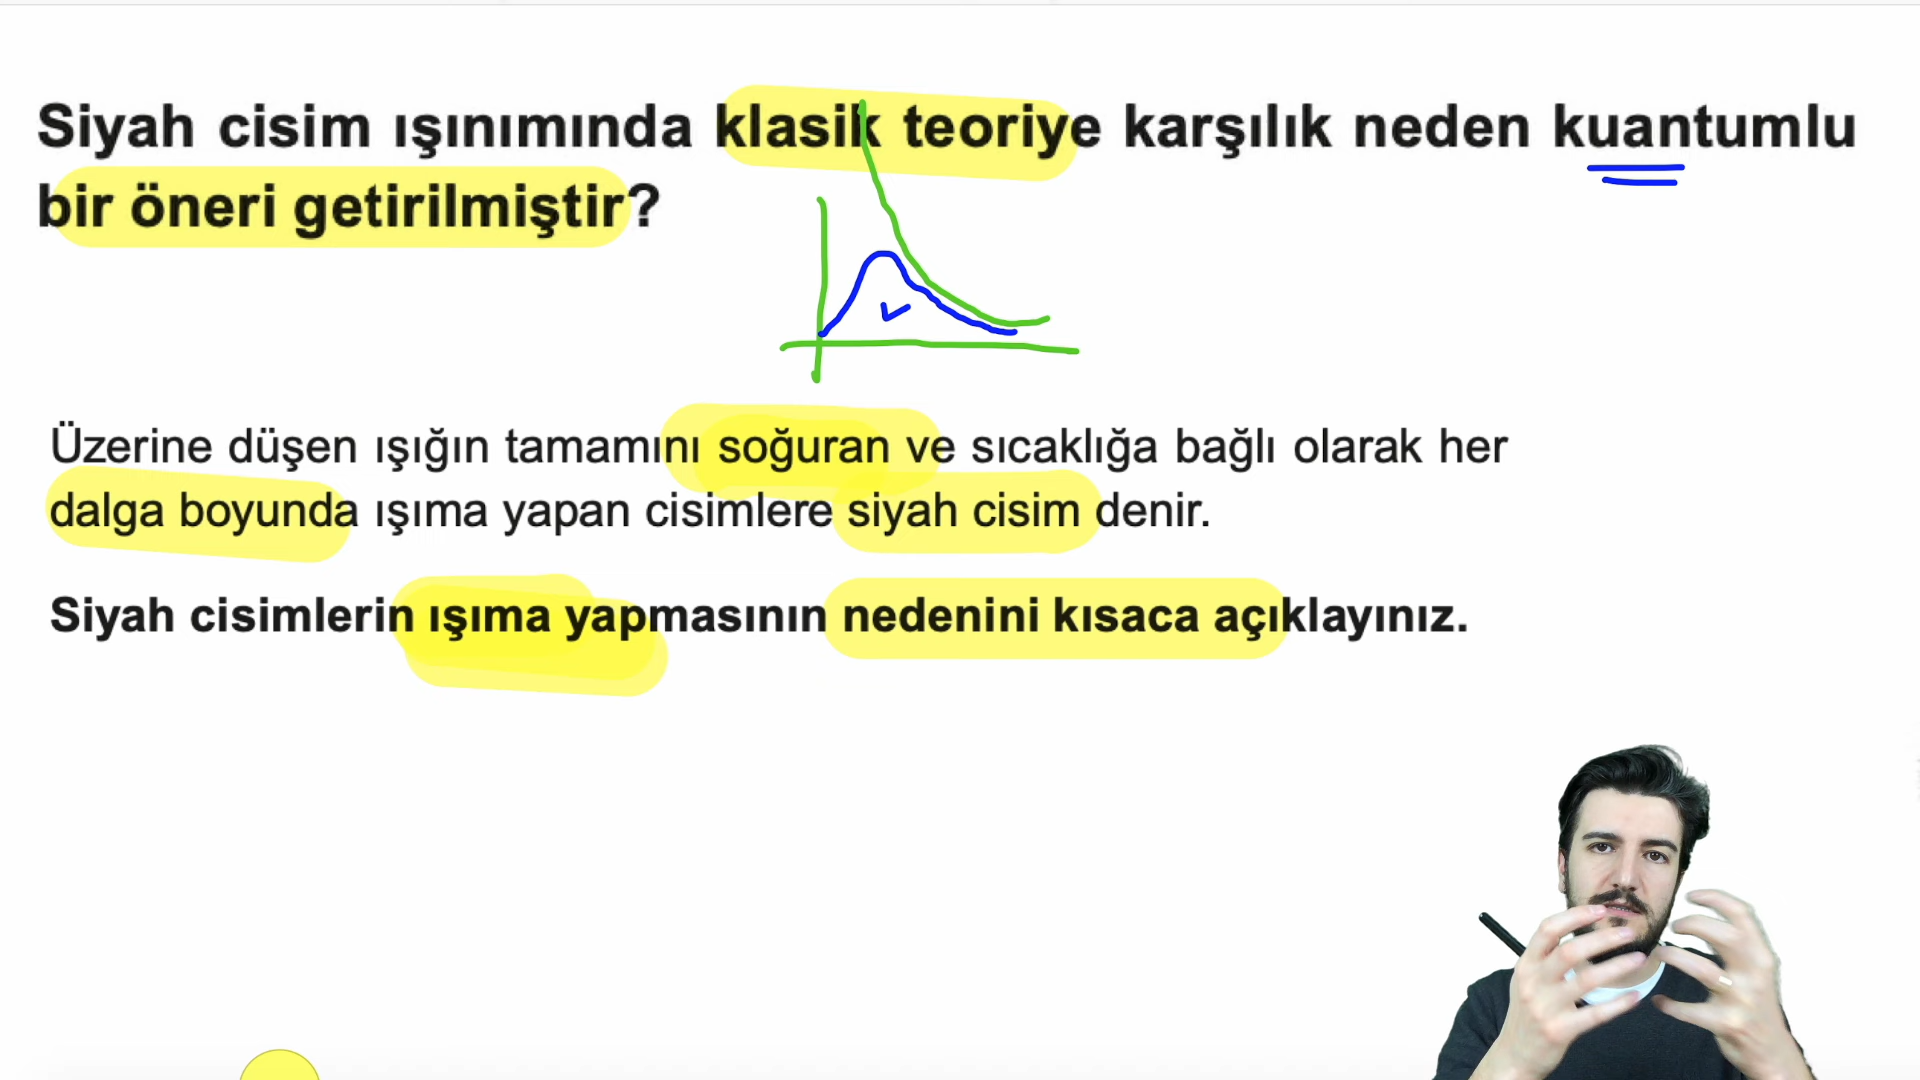 Siyah cisim ışınımında klasik teoriye karşılık neden kuantumlu
bir öneri getirilmiştir?
Üzerine düşen ışığın tamamını soğuran ve sıcaklığa bağlı olarak her
dalga boyunda ışıma yapan cisimlere siyah cisim denir.
Siyah cisimlerin ışıma yapmasının nedenini kısaca açıklayınız.